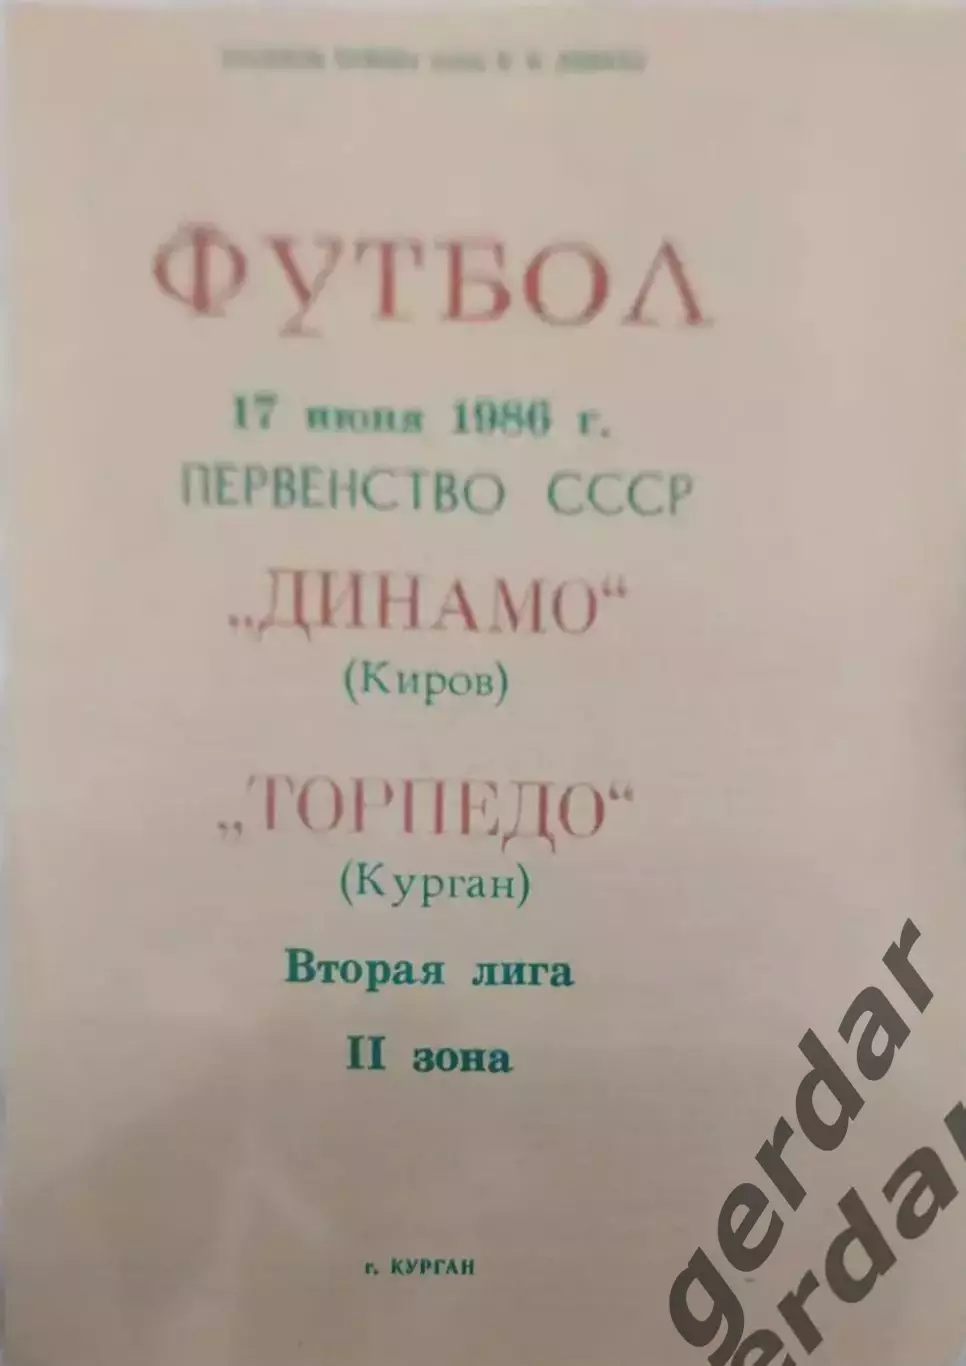 ФУТБОЛ
17 июня 1986 г.
ПЕРВЕНСТВО СССР
„ДИНАМО“
(Киров)
„ТОРПЕДО“
(Курган)
Вторая лига
II зона
г. КУРГАН
gerdar
gerdar